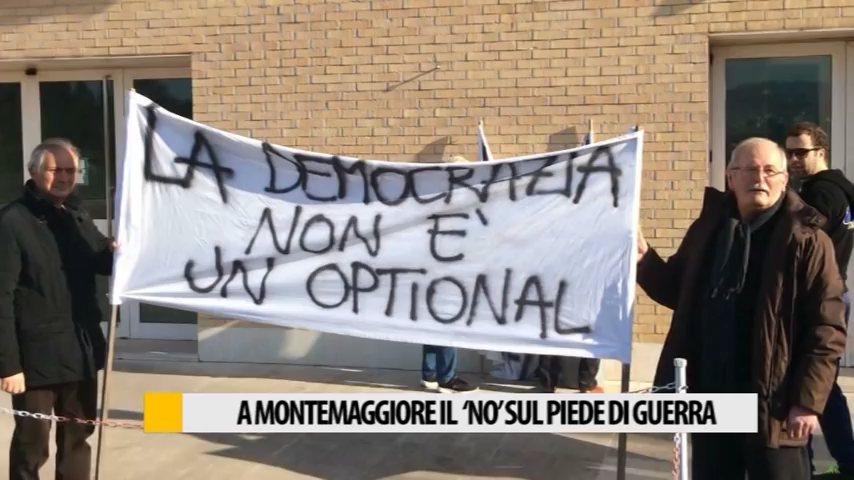 LA DEMOCRAZIA
NON È
UN OPTIONAL
A MONTEMAGGIORE IL ‘NO’ SUL PIEDE DI GUERRA